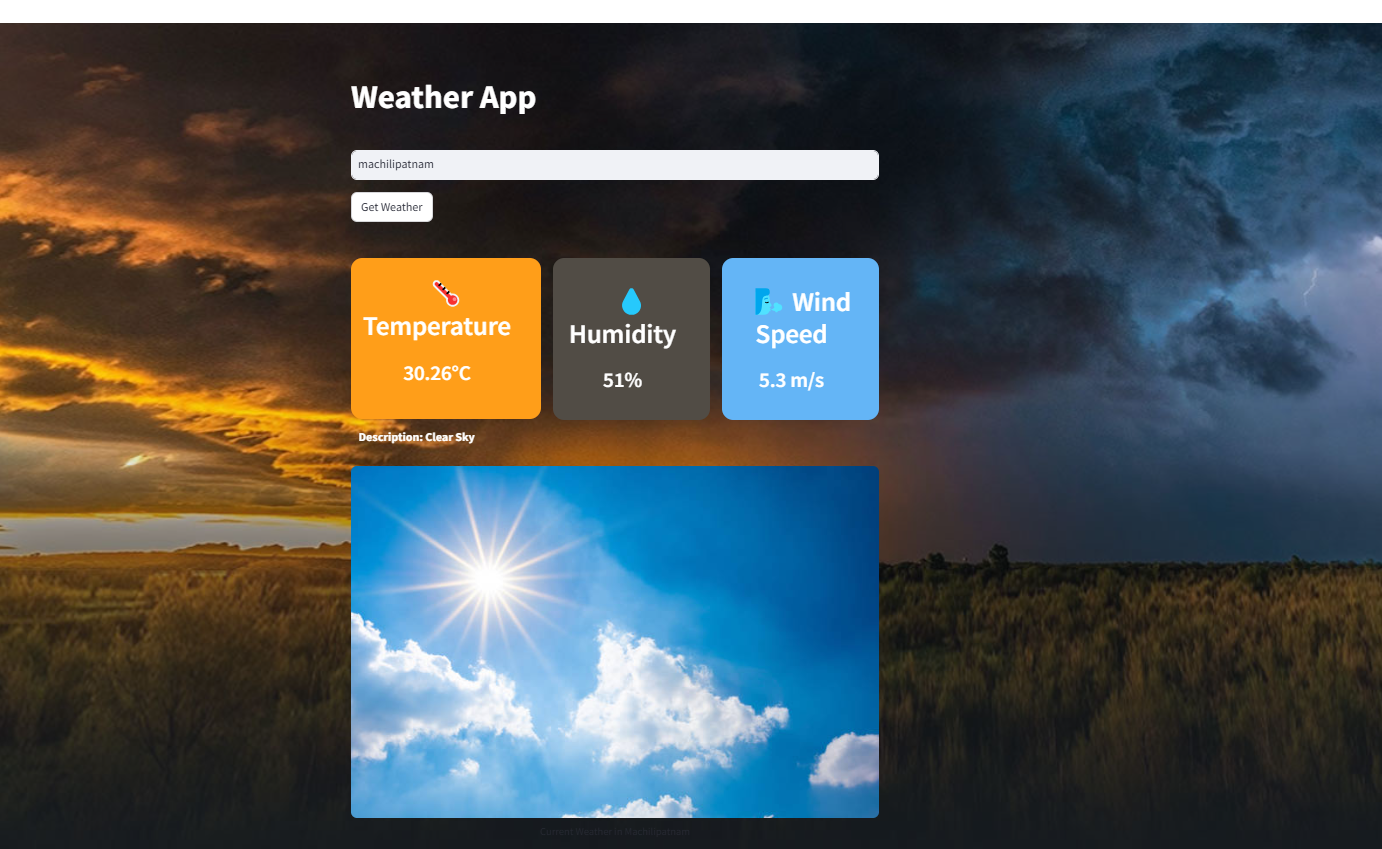 Weather App
machilipatnam
Get Weather
Temperature
30.26°C
Humidity
51%
Wind
Speed
5.3 m/s
Description: Clear Sky
Current Weather in Machilipatnam